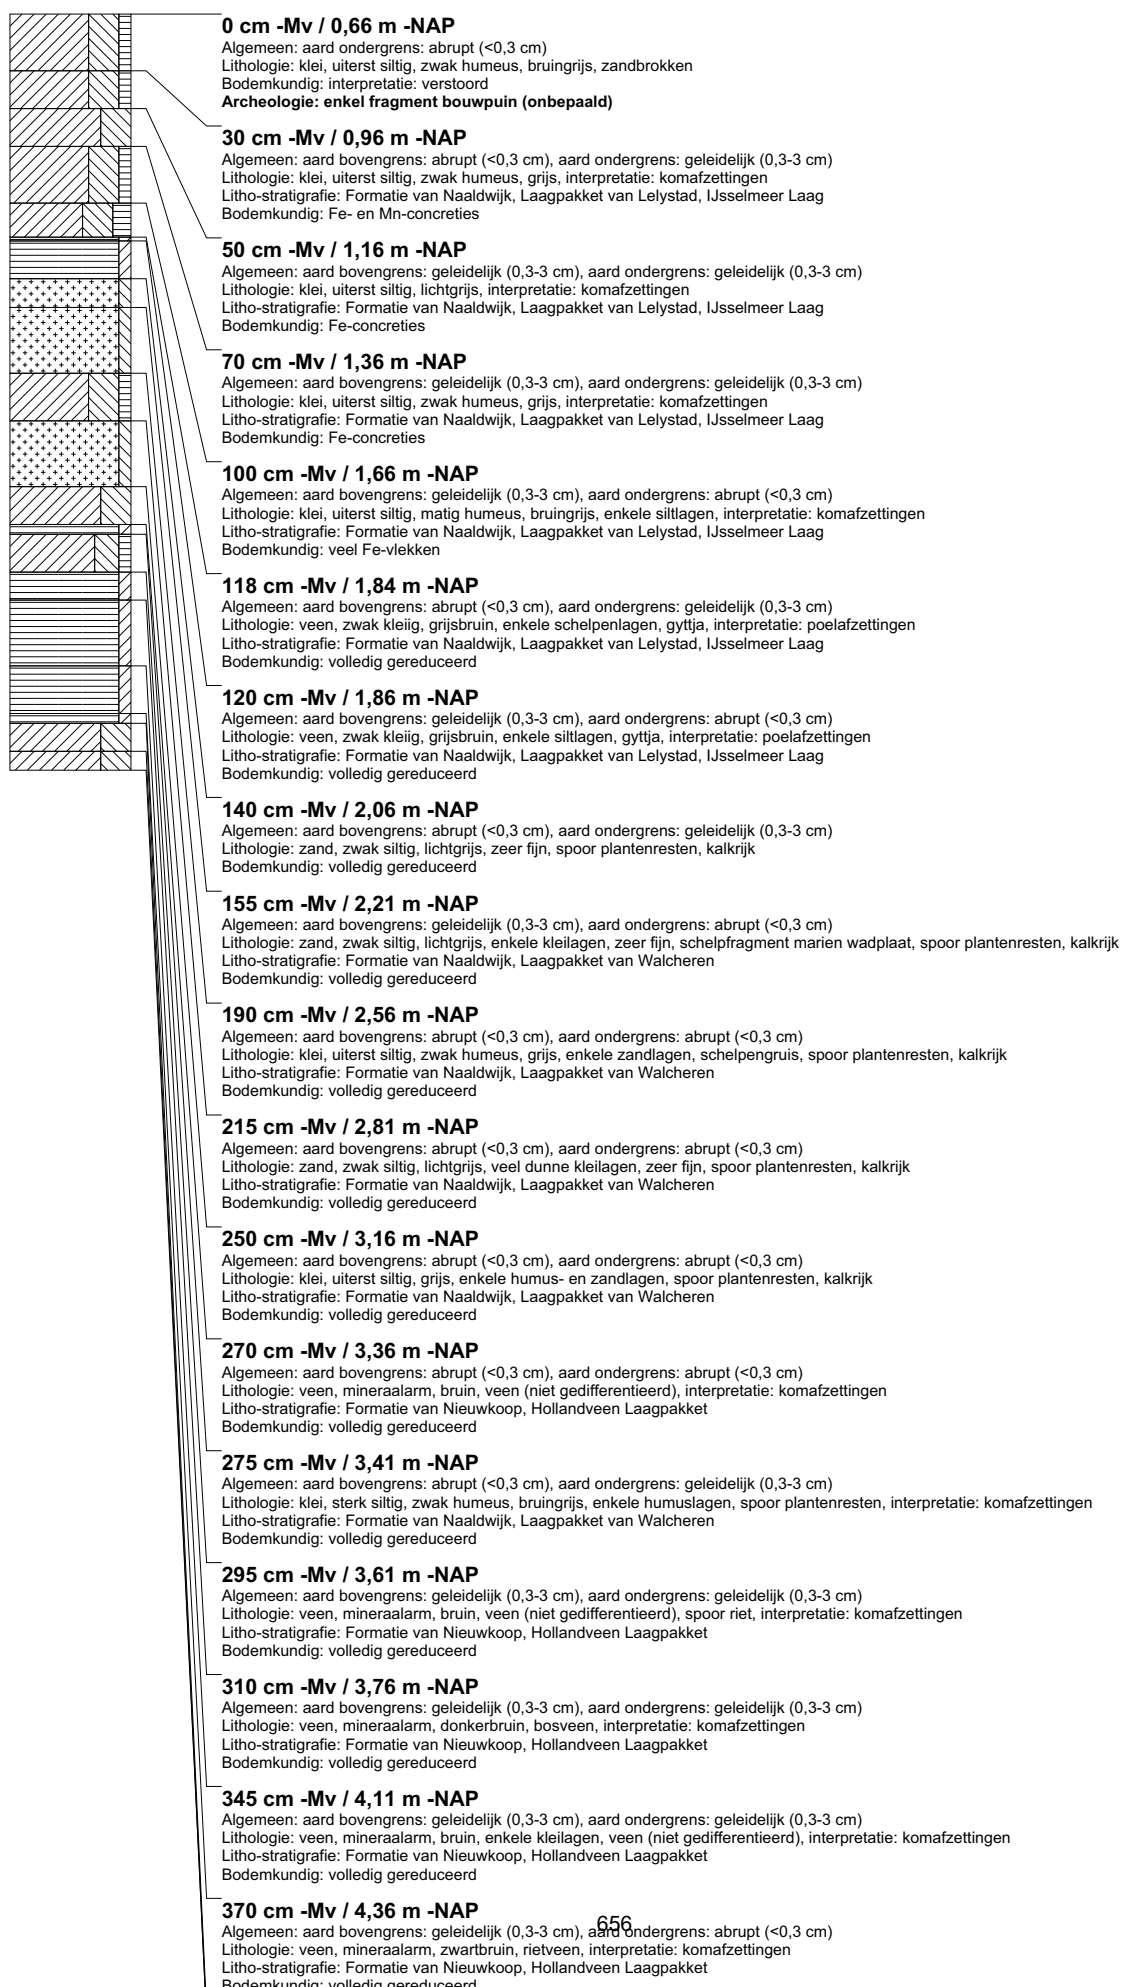 0 cm -Mv / 0,66 m -NAP
Algemeen: aard ondergrens: abrupt (<0,3 cm)
Lithologie: klei, uiterst siltig, zwak humeus, bruingrijs, zandbrokken
Bodemkundig: interpretatie: verstoord
Archeologie: enkel fragment bouwpuin (onbepaald)
30 cm -Mv / 0,96 m -NAP
Algemeen: aard bovengrens: abrupt (<0,3 cm), aard ondergrens: geleidelijk (0,3-3 cm)
Lithologie: klei, uiterst siltig, zwak humeus, grijs, interpretatie: komafzettingen
Litho-stratigrafie: Formatie van Naaldwijk, Laagpakket van Lelystad, IJsselmeer Laag
Bodemkundig: Fe- en Mn-concreties
50 cm -Mv / 1,16 m -NAP
Algemeen: aard bovengrens: geleidelijk (0,3-3 cm), aard ondergrens: geleidelijk (0,3-3 cm)
Lithologie: klei, uiterst siltig, lichtgrijs, interpretatie: komafzettingen
Litho-stratigrafie: Formatie van Naaldwijk, Laagpakket van Lelystad, IJsselmeer Laag
Bodemkundig: Fe-concreties
70 cm -Mv / 1,36 m -NAP
Algemeen: aard bovengrens: geleidelijk (0,3-3 cm), aard ondergrens: geleidelijk (0,3-3 cm)
Lithologie: klei, uiterst siltig, zwak humeus, grijs, interpretatie: komafzettingen
Litho-stratigrafie: Formatie van Naaldwijk, Laagpakket van Lelystad, IJsselmeer Laag
Bodemkundig: Fe-concreties
100 cm -Mv / 1,66 m -NAP
Algemeen: aard bovengrens: geleidelijk (0,3-3 cm), aard ondergrens: abrupt (<0,3 cm)
Lithologie: klei, uiterst siltig, matig humeus, bruingrijs, enkele siltlagen, interpretatie: komafzettingen
Litho-stratigrafie: Formatie van Naaldwijk, Laagpakket van Lelystad, IJsselmeer Laag
Bodemkundig: veel Fe-vlekken
118 cm -Mv / 1,84 m -NAP
Algemeen: aard bovengrens: abrupt (<0,3 cm), aard ondergrens: geleidelijk (0,3-3 cm)
Lithologie: veen, zwak kleiig, grijsbruin, enkele schelpenlagen, gyttja, interpretatie: poelafzettingen
Litho-stratigrafie: Formatie van Naaldwijk, Laagpakket van Lelystad, IJsselmeer Laag
Bodemkundig: volledig gereduceerd
120 cm -Mv / 1,86 m -NAP
Algemeen: aard bovengrens: geleidelijk (0,3-3 cm), aard ondergrens: abrupt (<0,3 cm)
Lithologie: veen, zwak kleiig, grijsbruin, enkele siltlagen, gyttja, interpretatie: poelafzettingen
Litho-stratigrafie: Formatie van Naaldwijk, Laagpakket van Lelystad, IJsselmeer Laag
Bodemkundig: volledig gereduceerd
140 cm -Mv / 2,06 m -NAP
Algemeen: aard bovengrens: abrupt (<0,3 cm), aard ondergrens: geleidelijk (0,3-3 cm)
Lithologie: zand, zwak siltig, lichtgrijs, zeer fijn, spoor plantenresten, kalkrijk
Bodemkundig: volledig gereduceerd
155 cm -Mv / 2,21 m -NAP
Algemeen: aard bovengrens: geleidelijk (0,3-3 cm), aard ondergrens: abrupt (<0,3 cm)
Lithologie: zand, zwak siltig, lichtgrijs, enkele kleilagen, zeer fijn, schelpfragment marien wadplaat, spoor plantenresten, kalkrijk
Litho-stratigrafie: Formatie van Naaldwijk, Laagpakket van Walcheren
Bodemkundig: volledig gereduceerd
190 cm -Mv / 2,56 m -NAP
Algemeen: aard bovengrens: abrupt (<0,3 cm), aard ondergrens: abrupt (<0,3 cm)
Lithologie: klei, uiterst siltig, zwak humeus, grijs, enkele zandlagen, schelpengruis, spoor plantenresten, kalkrijk
Litho-stratigrafie: Formatie van Naaldwijk, Laagpakket van Walcheren
Bodemkundig: volledig gereduceerd
215 cm -Mv / 2,81 m -NAP
Algemeen: aard bovengrens: abrupt (<0,3 cm), aard ondergrens: abrupt (<0,3 cm)
Lithologie: zand, zwak siltig, lichtgrijs, veel dunne kleilagen, zeer fijn, spoor plantenresten, kalkrijk
Litho-stratigrafie: Formatie van Naaldwijk, Laagpakket van Walcheren
Bodemkundig: volledig gereduceerd
250 cm -Mv / 3,16 m -NAP
Algemeen: aard bovengrens: abrupt (<0,3 cm), aard ondergrens: abrupt (<0,3 cm)
Lithologie: klei, uiterst siltig, grijs, enkele humus- en zandlagen, spoor plantenresten, kalkrijk
Litho-stratigrafie: Formatie van Naaldwijk, Laagpakket van Walcheren
Bodemkundig: volledig gereduceerd
270 cm -Mv / 3,36 m -NAP
Algemeen: aard bovengrens: abrupt (<0,3 cm), aard ondergrens: abrupt (<0,3 cm)
Lithologie: veen, mineraalarm, bruin, veen (niet gedifferentieerd), interpretatie: komafzettingen
Litho-stratigrafie: Formatie van Nieuwkoop, Hollandveen Laagpakket
Bodemkundig: volledig gereduceerd
275 cm -Mv / 3,41 m -NAP
Algemeen: aard bovengrens: abrupt (<0,3 cm), aard ondergrens: geleidelijk (0,3-3 cm)
Lithologie: klei, sterk siltig, zwak humeus, bruingrijs, enkele humuslagen, spoor plantenresten, interpretatie: komafzettingen
Litho-stratigrafie: Formatie van Naaldwijk, Laagpakket van Walcheren
Bodemkundig: volledig gereduceerd
295 cm -Mv / 3,61 m -NAP
Algemeen: aard bovengrens: geleidelijk (0,3-3 cm), aard ondergrens: geleidelijk (0,3-3 cm)
Lithologie: veen, mineraalarm, bruin, veen (niet gedifferentieerd), spoor riet, interpretatie: komafzettingen
Litho-stratigrafie: Formatie van Nieuwkoop, Hollandveen Laagpakket
Bodemkundig: volledig gereduceerd
310 cm -Mv / 3,76 m -NAP
Algemeen: aard bovengrens: geleidelijk (0,3-3 cm), aard ondergrens: geleidelijk (0,3-3 cm)
Lithologie: veen, mineraalarm, donkerbruin, bosveen, interpretatie: komafzettingen
Litho-stratigrafie: Formatie van Nieuwkoop, Hollandveen Laagpakket
Bodemkundig: volledig gereduceerd
345 cm -Mv / 4,11 m -NAP
Algemeen: aard bovengrens: geleidelijk (0,3-3 cm), aard ondergrens: geleidelijk (0,3-3 cm)
Lithologie: veen, mineraalarm, bruin, enkele kleilagen, veen (niet gedifferentieerd), interpretatie: komafzettingen
Litho-stratigrafie: Formatie van Nieuwkoop, Hollandveen Laagpakket
Bodemkundig: volledig gereduceerd
370 cm -Mv / 4,36 m -NAP
656
Algemeen: aard bovengrens: geleidelijk (0,3-3 cm), aard ondergrens: abrupt (<0,3 cm)
Lithologie: veen, mineraalarm, zwartbruin, rietveen, interpretatie: komafzettingen
Litho-stratigrafie: Formatie van Nieuwkoop, Hollandveen Laagpakket
Bodemkundig: volledig gereduceerd